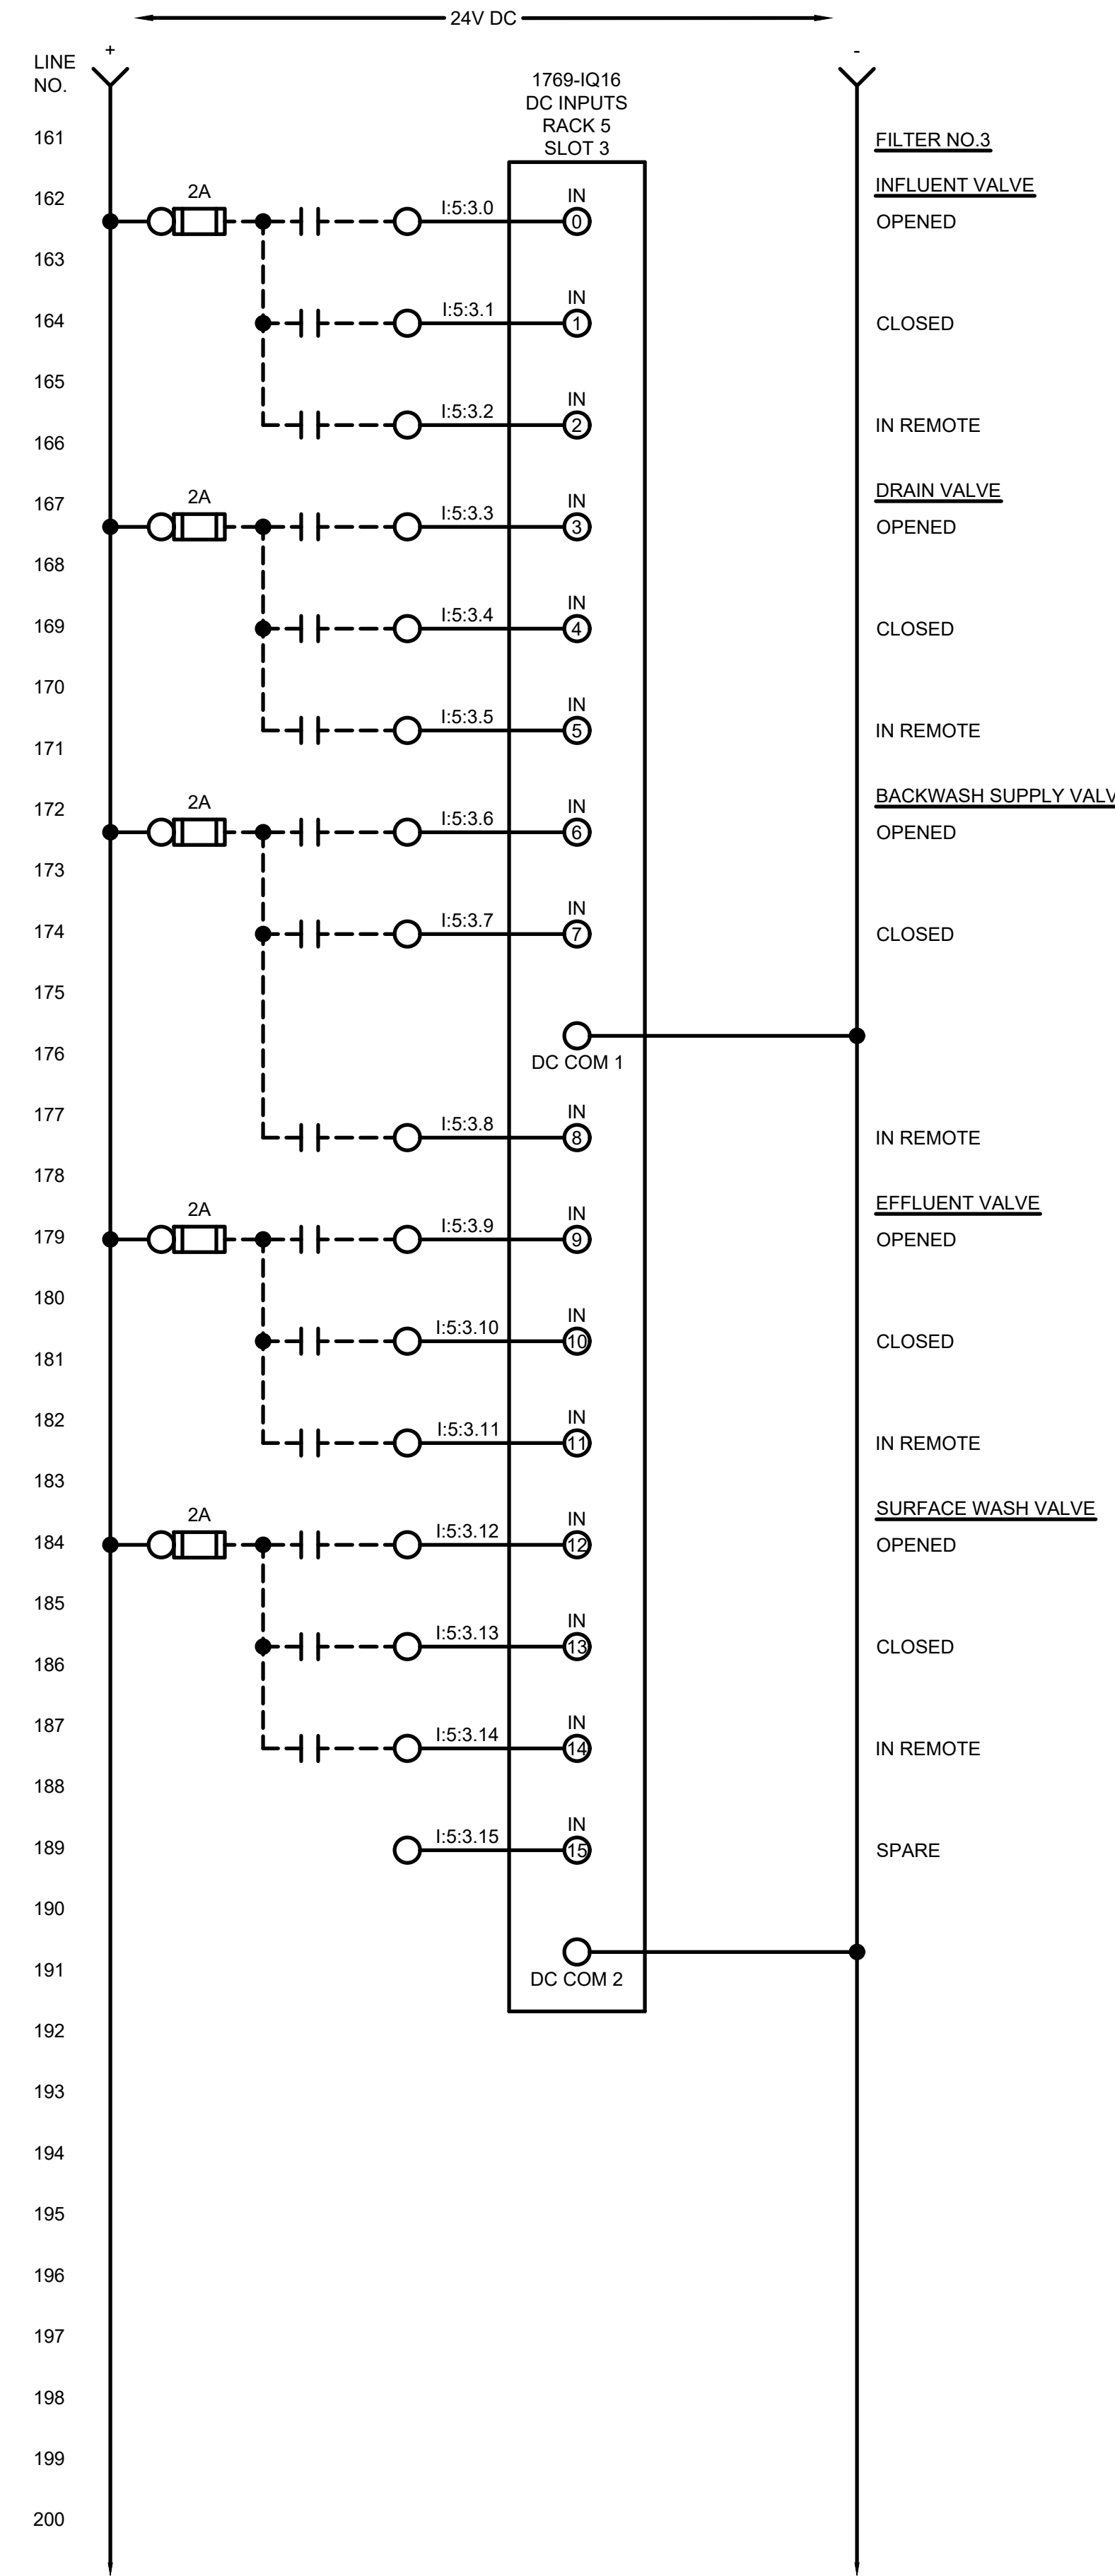 24V DC
+
-
LINE
NO.
1769-IQ16
DC INPUTS
RACK 5
SLOT 3
161
FILTER NO.3
INFLUENT VALVE
162
2A
I:5:3.0
IN
0
OPENED
163
164
I:5:3.1
IN
1
CLOSED
165
I:5:3.2
IN
2
IN REMOTE
166
DRAIN VALVE
167
2A
I:5:3.3
IN
3
OPENED
168
169
I:5:3.4
IN
4
CLOSED
170
I:5:3.5
IN
5
IN REMOTE
171
BACKWASH SUPPLY VALV
172
2A
I:5:3.6
IN
6
OPENED
173
174
I:5:3.7
IN
7
CLOSED
175
176
DC COM 1
177
I:5:3.8
IN
8
IN REMOTE
178
EFFLUENT VALVE
179
2A
I:5:3.9
IN
9
OPENED
180
I:5:3.10
IN
10
CLOSED
181
182
I:5:3.11
IN
11
IN REMOTE
183
SURFACE WASH VALVE
184
2A
I:5:3.12
IN
12
OPENED
185
I:5:3.13
IN
13
CLOSED
186
187
I:5:3.14
IN
14
IN REMOTE
188
189
I:5:3.15
IN
15
SPARE
190
191
DC COM 2
192
193
194
195
196
197
198
199
200